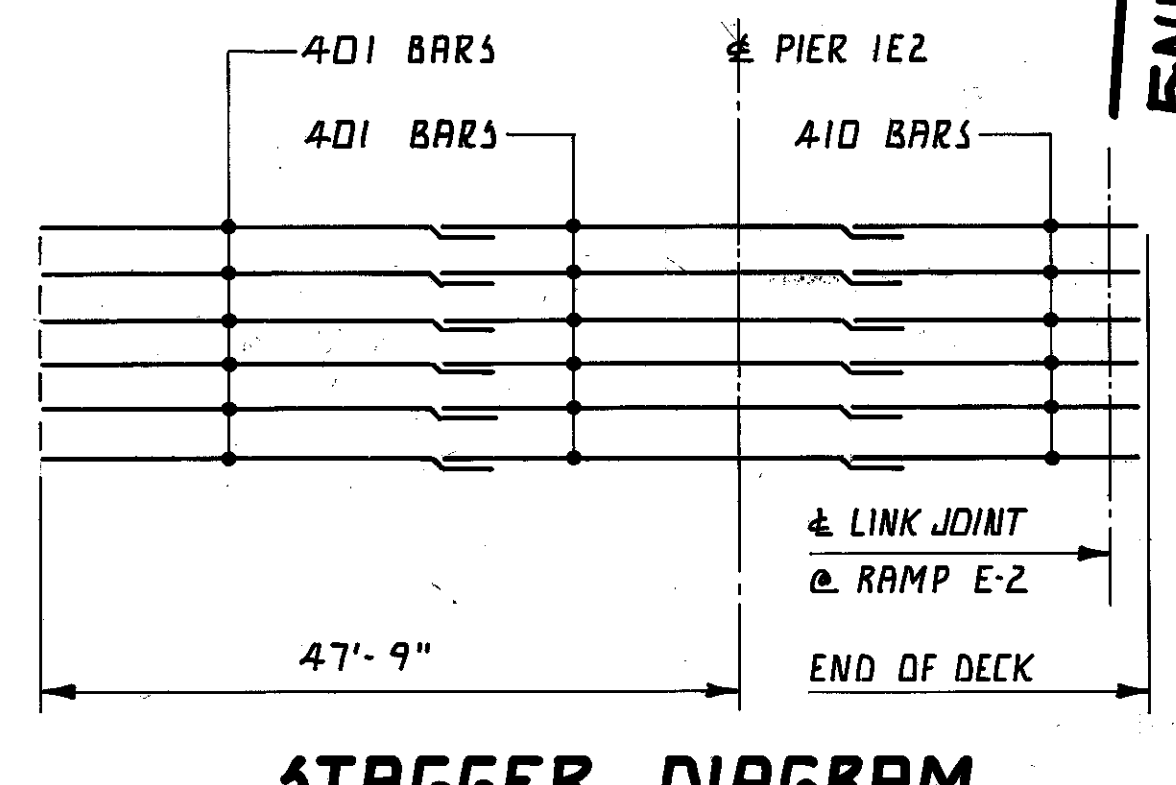 401 BARS
℄ PIER 1E2
401 BARS
410 BARS
℄ LINK JOINT
@ RAMP E-2
47'-9"
END OF DECK
STAGGER DIAGRAM